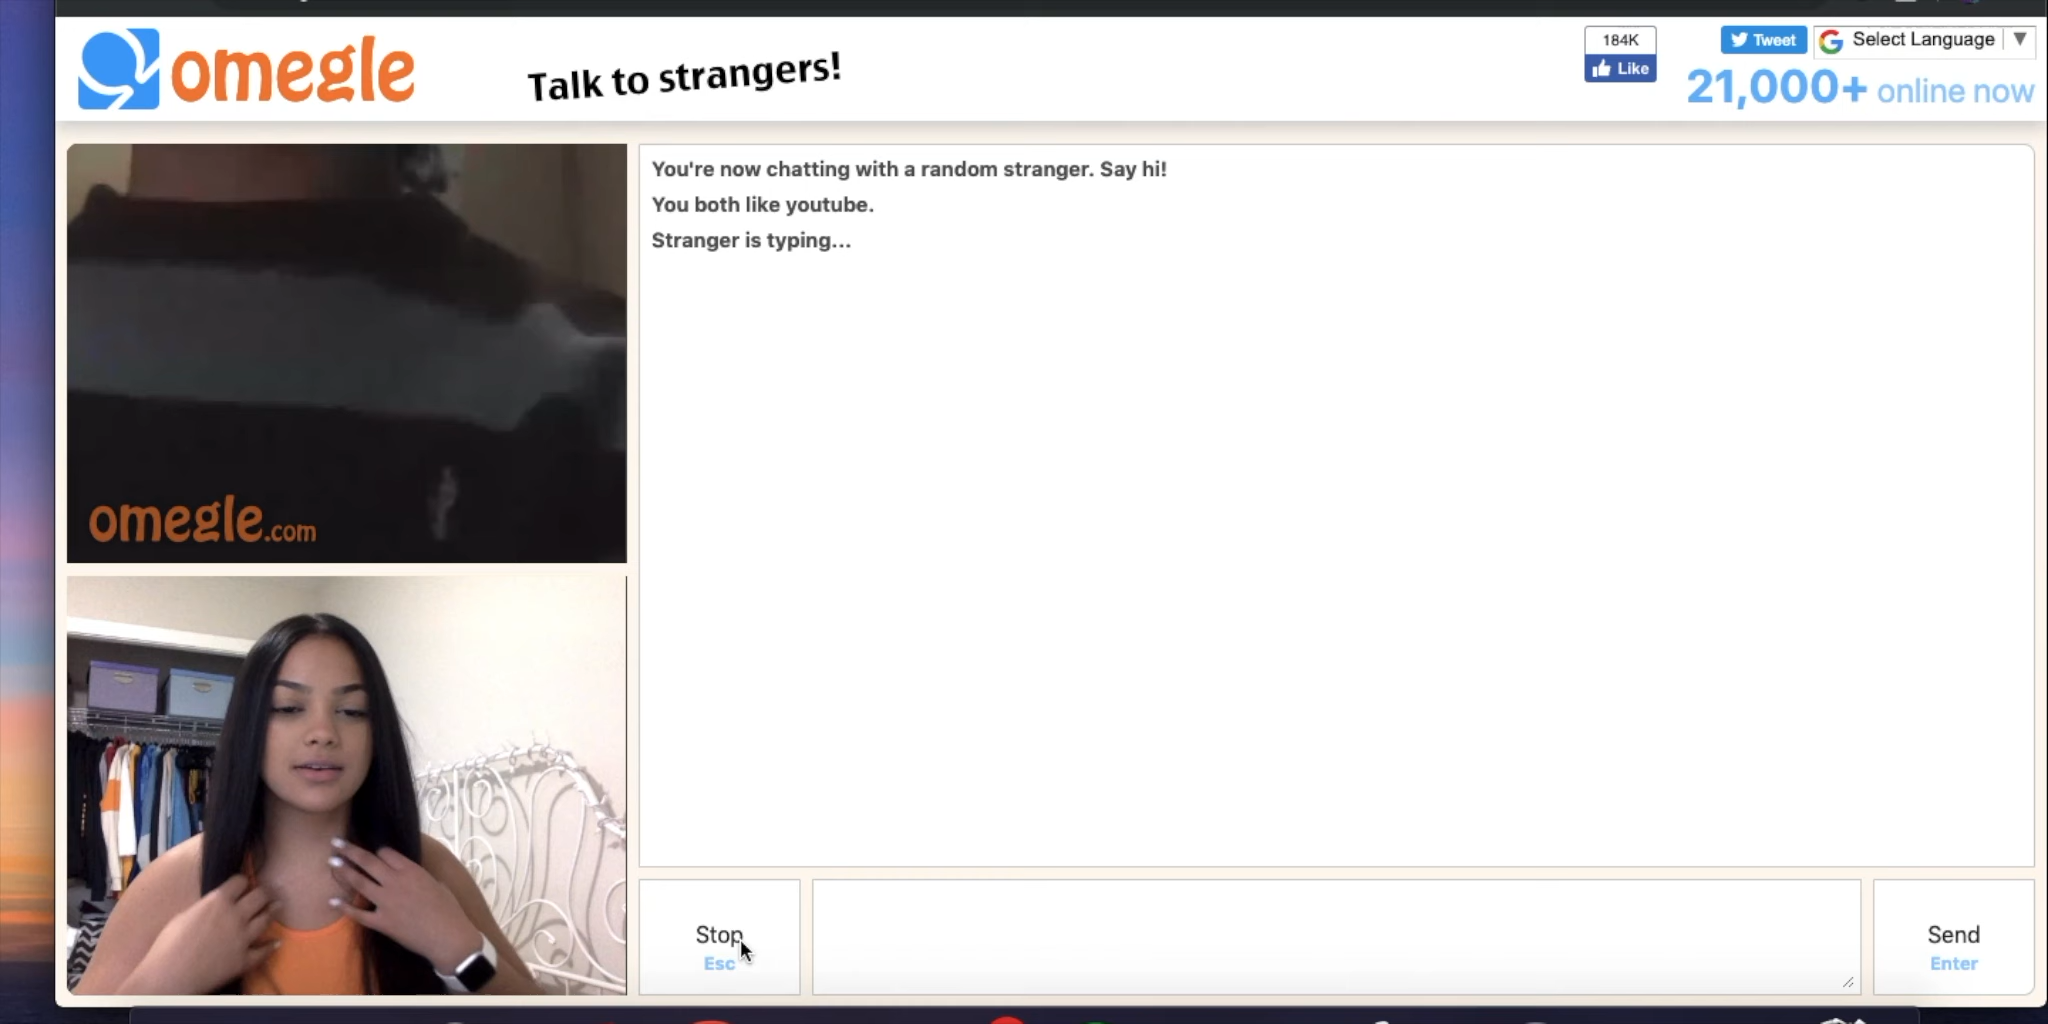 omegle
Talk to strangers!
184K
Like
Tweet
Select Language
21,000+ online now
You're now chatting with a random stranger. Say hi!
You both like youtube.
Stranger is typing...
omegle.com
Stop
Esc
Send
Enter